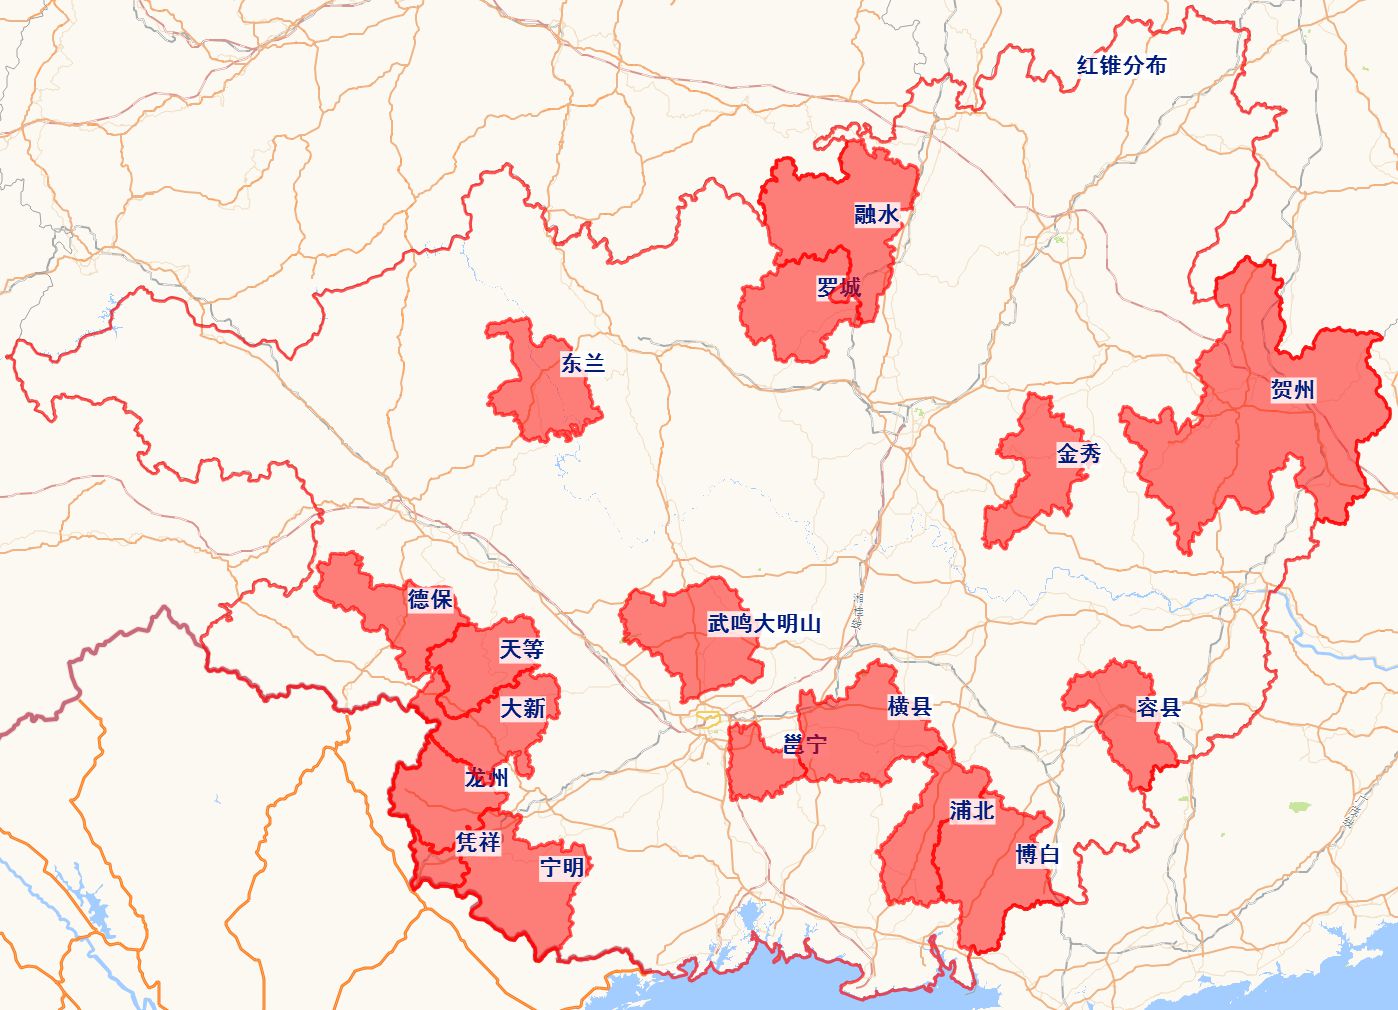 红锥分布
融水
罗城
东兰
贺州
金秀
德保
武鸣大明山
天等
大新
横县
容县
邕宁
龙州
浦北
凭祥
博白
宁明